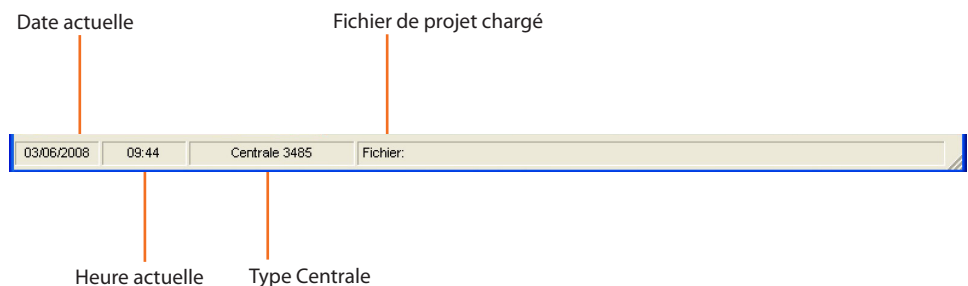 Date actuelle
Fichier de projet chargé
03/06/2008
09:44
Centrale 3485
Fichier:
Heure actuelle
Type Centrale